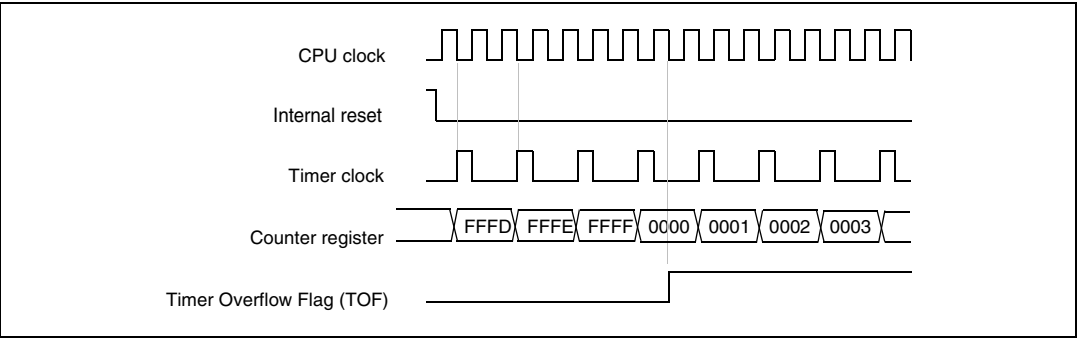 CPU clock
Internal reset
Timer clock
Counter register FFFD FFFE FFFF 0000 0001 0002 0003
Timer Overflow Flag (TOF)